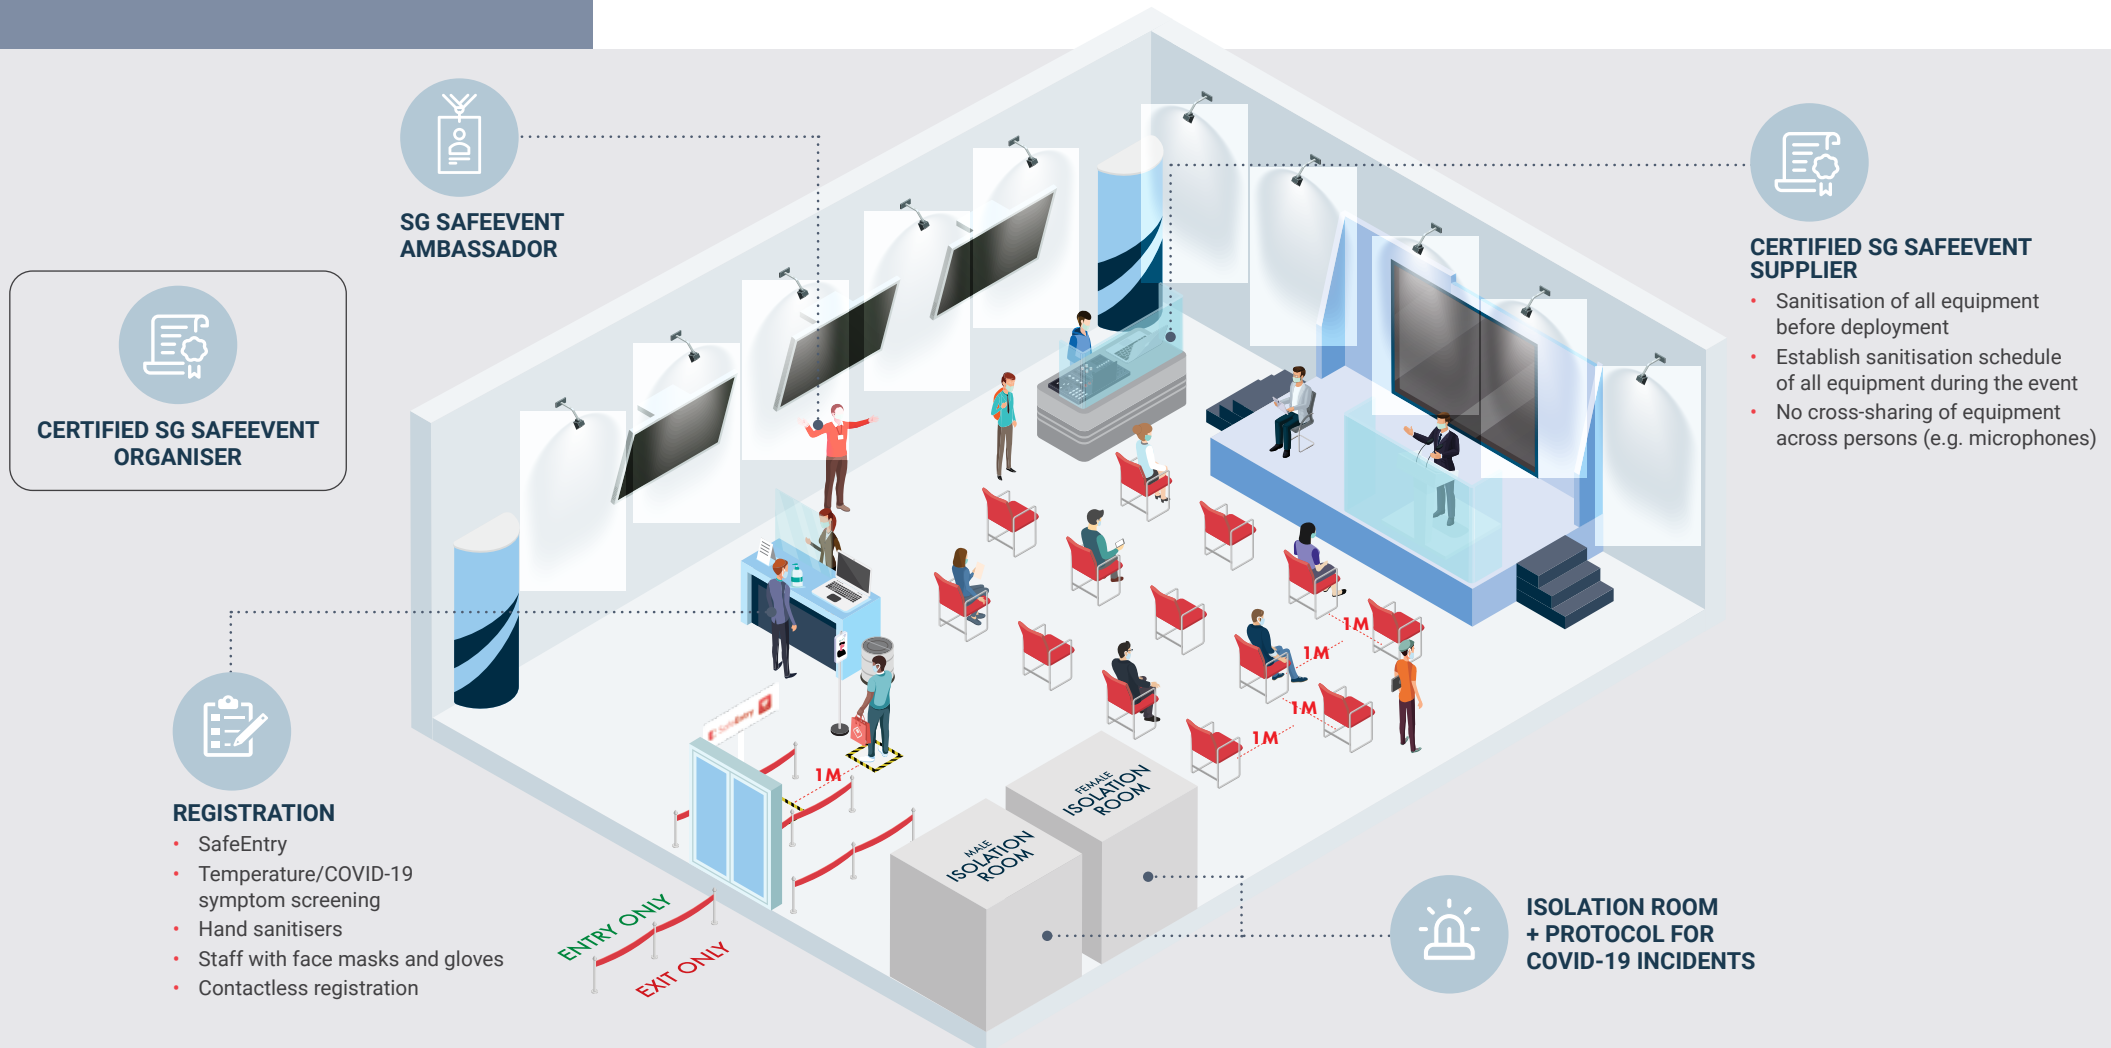 SG SAFEEVENT
AMBASSADOR
CERTIFIED SG SAFEEVENT
ORGANISER
CERTIFIED SG SAFEEVENT
SUPPLIER
• Sanitisation of all equipment
before deployment
• Establish sanitisation schedule
of all equipment during the event
• No cross-sharing of equipment
across persons (e.g. microphones)
REGISTRATION
• SafeEntry
• Temperature/COVID-19
symptom screening
• Hand sanitisers
• Staff with face masks and gloves
• Contactless registration
SafeEntry
1M
1M
1M
1M
1M
ENTRY ONLY
EXIT ONLY
MALE
ISOLATION
ROOM
FEMALE
ISOLATION
ROOM
ISOLATION ROOM
+ PROTOCOL FOR
COVID-19 INCIDENTS